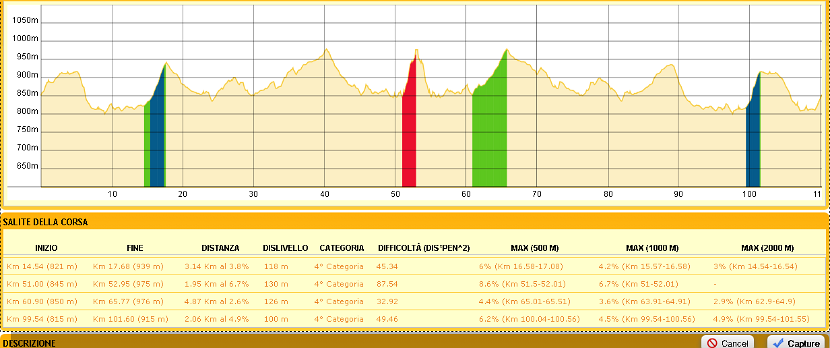 1050m
1000m
950m
900m
850m
800m
750m
700m
650m
10 20 30 40 50 60 70 80 90 100 11
SALITE DELLA CORSA
INIZIO FINE DISTANZA DISLIVELLO CATEGORIA DIFFICOLTÀ (DIS*PEN^2) MAX (500 M) MAX (1000 M) MAX (2000 M)
Km 14.54 (821 m) Km 17.68 (939 m) 3.14 Km al 3.8% 118 m 4° Categoria 45.34 6% (Km 16.58-17.08) 4.2% (Km 15.57-16.58) 3% (Km 14.54-16.54)
Km 51.00 (845 m) Km 52.95 (975 m) 1.95 Km al 6.7% 130 m 4° Categoria 87.54 8.6% (Km 51.5-52.01) 6.7% (Km 51-52.01) -
Km 60.90 (850 m) Km 65.77 (976 m) 4.87 Km al 2.6% 126 m 4° Categoria 32.92 4.4% (Km 65.01-65.51) 3.6% (Km 63.91-64.91) 2.9% (Km 62.9-64.9)
Km 99.54 (815 m) Km 101.60 (915 m) 2.06 Km al 4.9% 100 m 4° Categoria 49.46 6.2% (Km 100.04-100.56) 4.5% (Km 99.54-100.56) 4.9% (Km 99.54-101.55)
DESCRIZIONE Cancel Capture